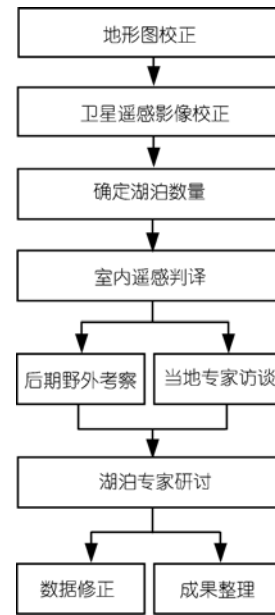 地形图校正
卫星遥感影像校正
确定湖泊数量
室内遥感判译
后期野外考察
当地专家访谈
湖泊专家研讨
数据修正
成果整理